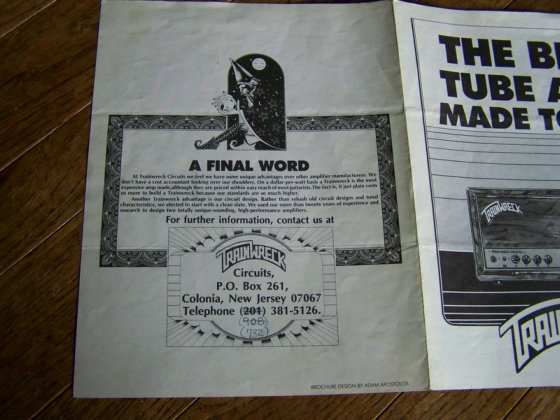 A FINAL WORD
At Trainwreck Circuits we feel we have some unique advantages over other amplifier manufacturers. We
don't have a cost accountant looking over our shoulders. On a dollar-per-watt basis a Trainwreck is the most
expensive amp made, although they are priced within easy reach of most guitarists. The fact is, it just plain costs
us more to build a Trainwreck because our standards are so much higher.
Another Trainwreck advantage is our circuit design. Rather than rehash old circuit designs and tonal
characteristics, we elected to start with a clean slate. We used our more than twenty years of experience and
research to design two totally unique-sounding, high-performance amplifiers.
For further information, contact us at
TRAINWRECK
Circuits,
P.O. Box 261,
Colonia, New Jersey 07067
Telephone (201) 381-5126.
(908)
(732)
BROCHURE DESIGN BY ADAM APOSTOLOS
THE B
TUBE A
MADE TO
TRAINWRECK
TRAINWRECK CIRCUITS
TRAIN